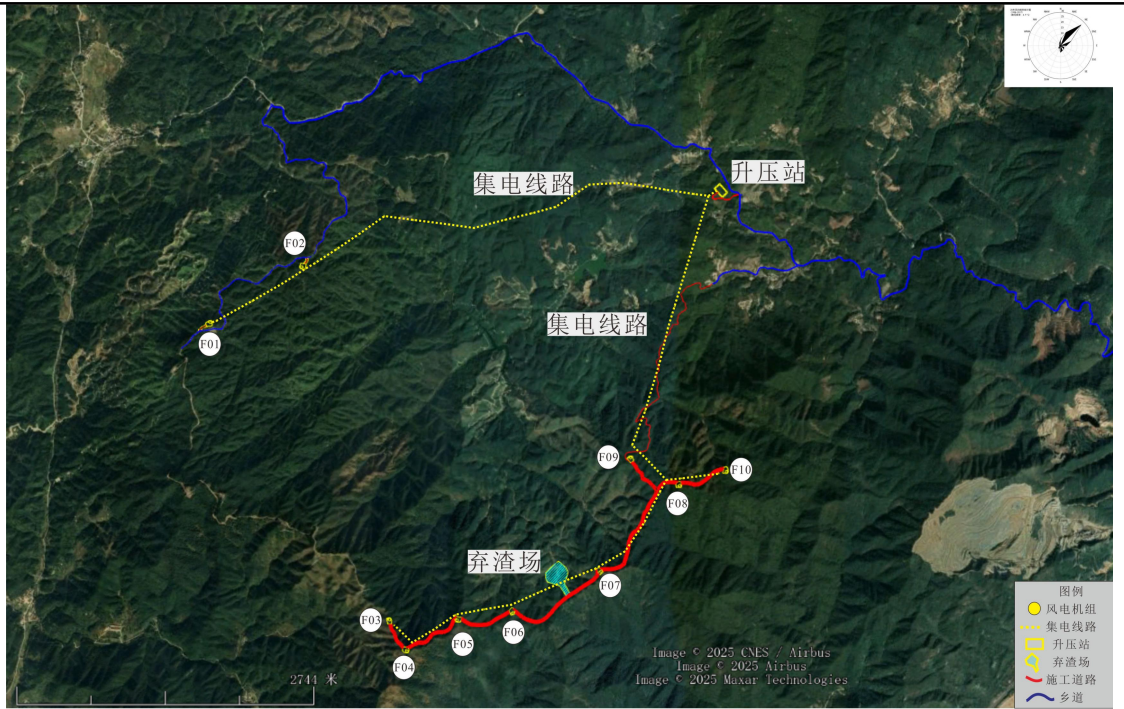 升压站
集电线路
F02
集电线路
F01
F09
F10
F08
弃渣场
F07
F03
F06
F05
F04
2744 米
Image © 2025 CNES / Airbus
Image © 2025 Airbus
Image © 2025 Maxar Technologies
图例
风电机组
集电线路
升压站
弃渣场
施工道路
乡道